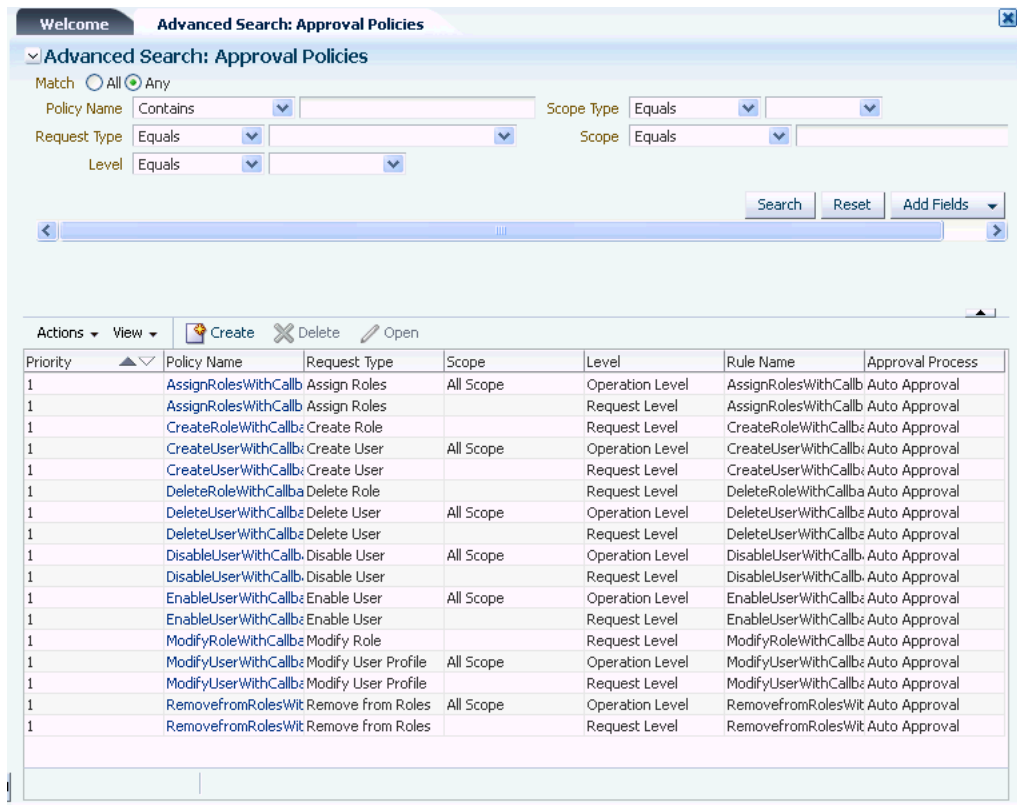 Welcome Advanced Search: Approval Policies
Advanced Search: Approval Policies
Match All Any
Policy Name Contains Scope Type Equals
Request Type Equals Scope Equals
Level Equals
Search Reset Add Fields
Actions View Create Delete Open
Priority Policy Name Request Type Scope Level Rule Name Approval Process
1 AssignRolesWithCallb Assign Roles All Scope Operation Level AssignRolesWithCallb Auto Approval
1 AssignRolesWithCallb Assign Roles Request Level AssignRolesWithCallb Auto Approval
1 CreateRoleWithCallba Create Role Request Level CreateRoleWithCallba Auto Approval
1 CreateUserWithCallba Create User All Scope Operation Level CreateUserWithCallba Auto Approval
1 CreateUserWithCallba Create User Request Level CreateUserWithCallba Auto Approval
1 DeleteRoleWithCallba Delete Role Request Level DeleteRoleWithCallba Auto Approval
1 DeleteUserWithCallba Delete User All Scope Operation Level DeleteUserWithCallba Auto Approval
1 DeleteUserWithCallba Delete User Request Level DeleteUserWithCallba Auto Approval
1 DisableUserWithCallb Disable User All Scope Operation Level DisableUserWithCallb Auto Approval
1 DisableUserWithCallb Disable User Request Level DisableUserWithCallb Auto Approval
1 EnableUserWithCallba Enable User All Scope Operation Level EnableUserWithCallba Auto Approval
1 EnableUserWithCallba Enable User Request Level EnableUserWithCallba Auto Approval
1 ModifyRoleWithCallba Modify Role Request Level ModifyRoleWithCallba Auto Approval
1 ModifyUserWithCallba Modify User Profile All Scope Operation Level ModifyUserWithCallba Auto Approval
1 ModifyUserWithCallba Modify User Profile Request Level ModifyUserWithCallba Auto Approval
1 RemovefromRolesWit Remove from Roles All Scope Operation Level RemovefromRolesWit Auto Approval
1 RemovefromRolesWit Remove from Roles Request Level RemovefromRolesWit Auto Approval